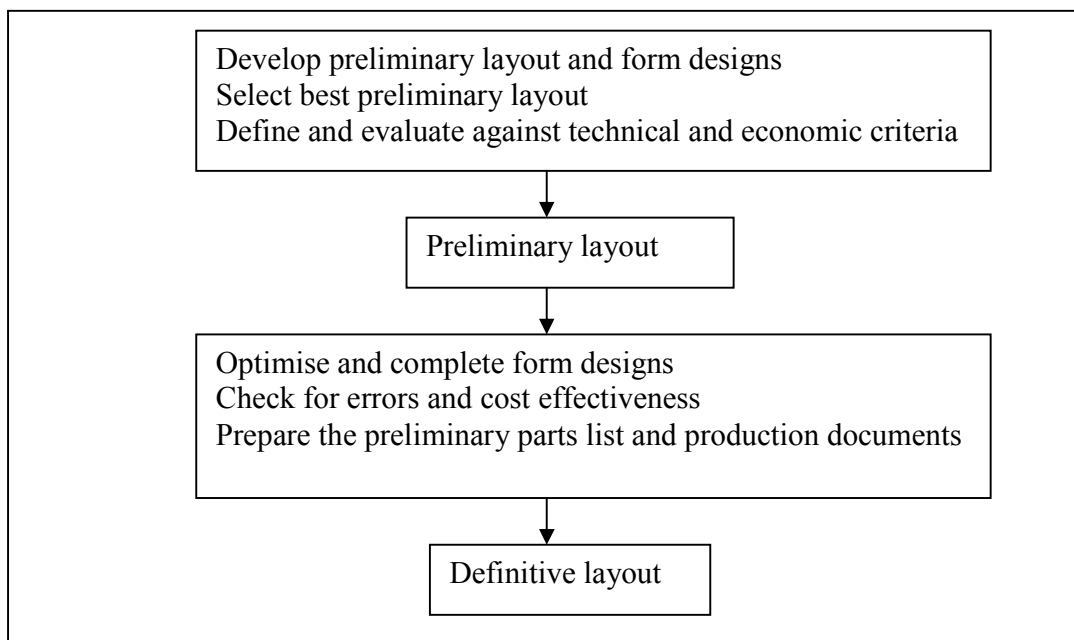 Develop preliminary layout and form designs
Select best preliminary layout
Define and evaluate against technical and economic criteria
Preliminary layout
Optimise and complete form designs
Check for errors and cost effectiveness
Prepare the preliminary parts list and production documents
Definitive layout